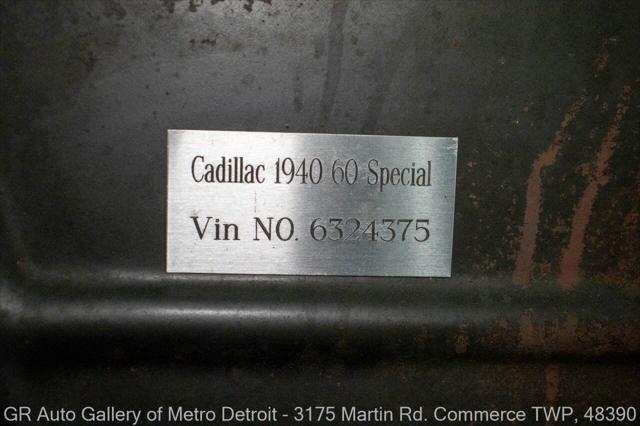 Cadillac 1940 60 Special
Vin NO. 6324375
GR Auto Gallery of Metro Detroit - 3175 Martin Rd. Commerce TWP, 48390